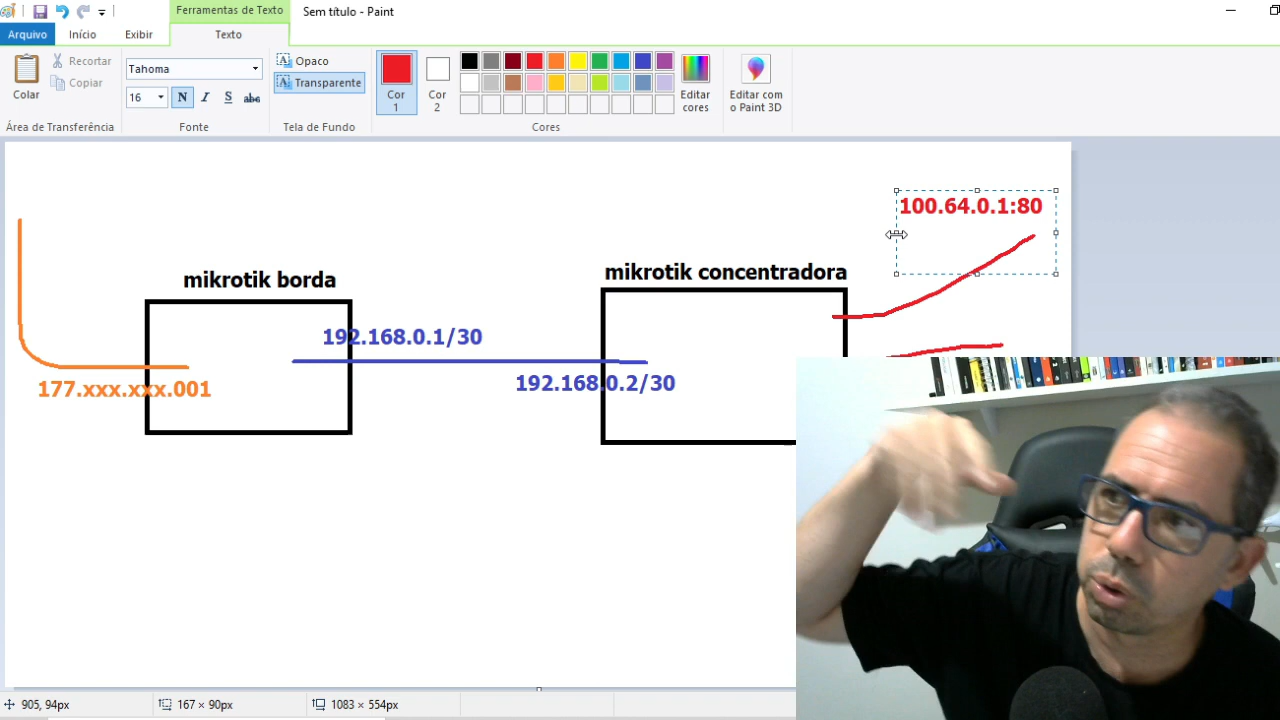 Ferramentas de Texto
Sem título - Paint
Arquivo
Início
Exibir
Texto
Colar
Recortar
Copiar
Área de Transferência
Tahoma
16
N I S abc
Fonte
A Opaco
A Transparente
Tela de Fundo
Cor
1
Cor
2
Editar
cores
Cores
Editar com
o Paint 3D
100.64.0.1:80
mikrotik borda
mikrotik concentradora
192.168.0.1/30
192.168.0.2/30
177.xxx.xxx.001
905, 94px
167 × 90px
1083 × 554px